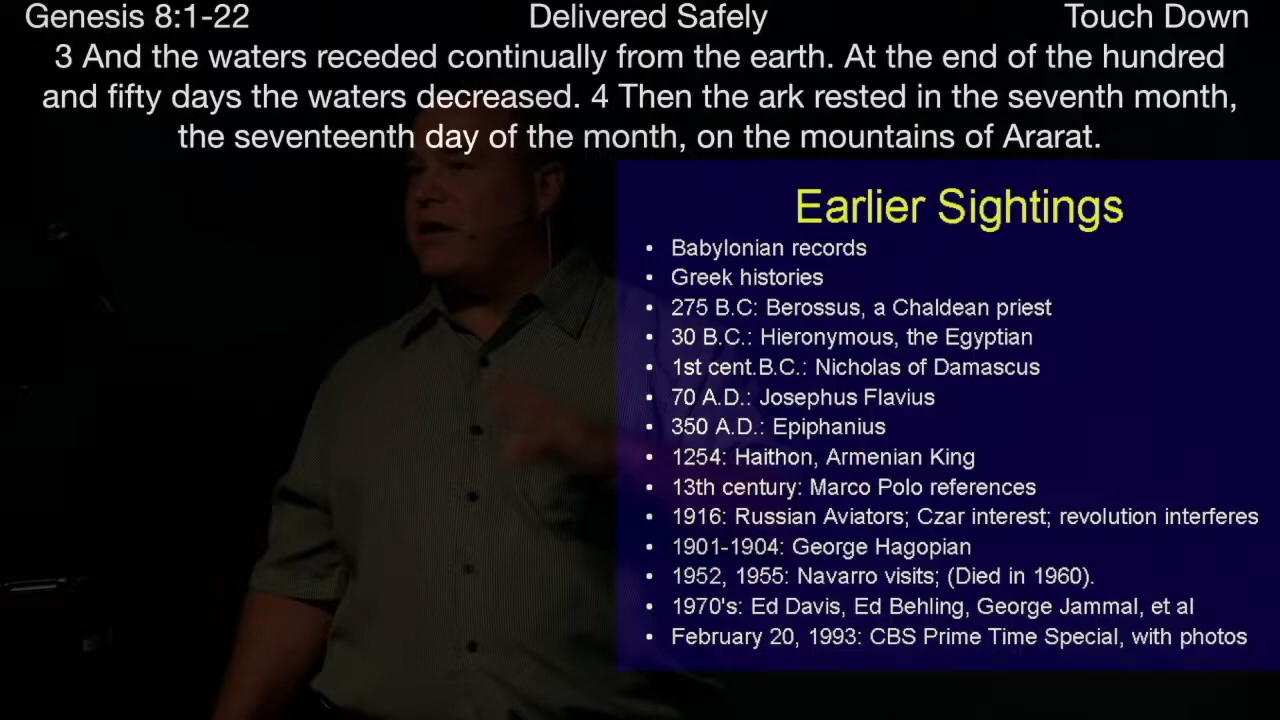 Genesis 8:1-22 Delivered Safely Touch Down
3 And the waters receded continually from the earth. At the end of the hundred
and fifty days the waters decreased. 4 Then the ark rested in the seventh month,
the seventeenth day of the month, on the mountains of Ararat.
Earlier Sightings
• Babylonian records
• Greek histories
• 275 B.C: Berossus, a Chaldean priest
• 30 B.C.: Hieronymous, the Egyptian
• 1st cent.B.C.: Nicholas of Damascus
• 70 A.D.: Josephus Flavius
• 350 A.D.: Epiphanius
• 1254: Haithon, Armenian King
• 13th century: Marco Polo references
• 1916: Russian Aviators; Czar interest; revolution interferes
• 1901-1904: George Hagopian
• 1952, 1955: Navarro visits; (Died in 1960).
• 1970's: Ed Davis, Ed Behling, George Jammal, et al
• February 20, 1993: CBS Prime Time Special, with photos